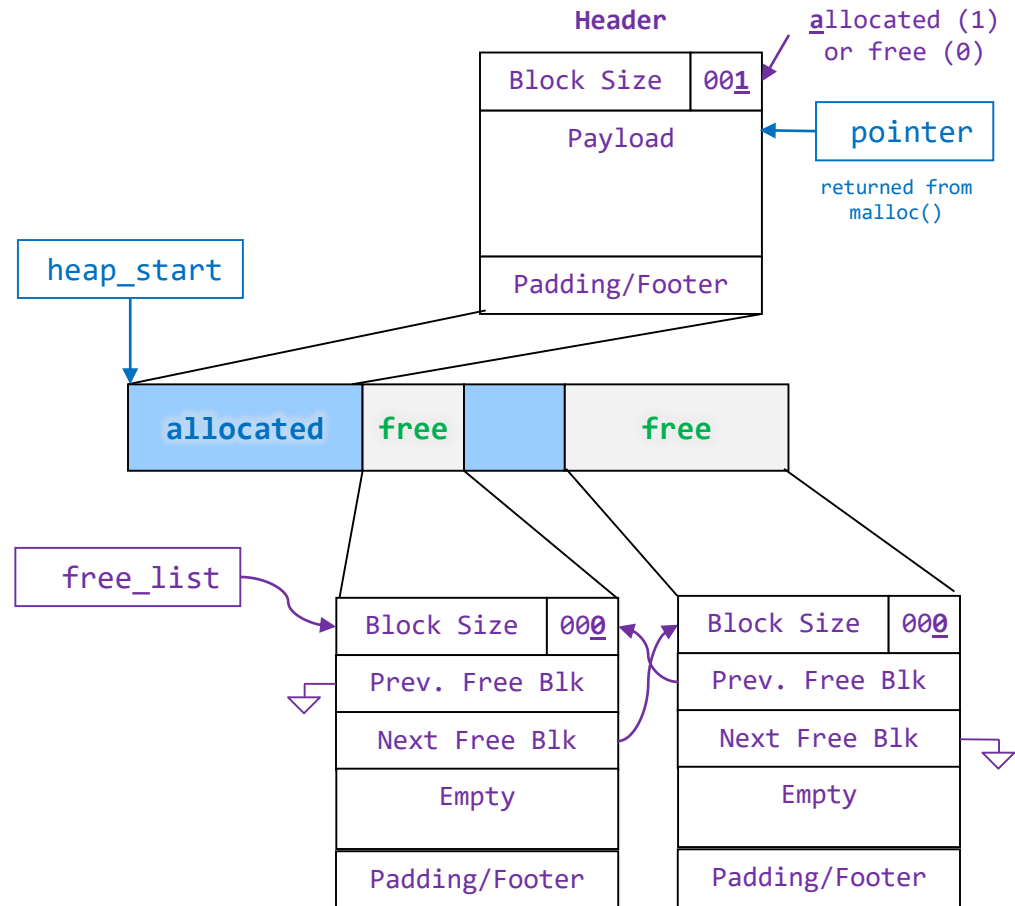 Header
allocated (1)
or free (0)
Block Size
001
Payload
pointer
returned from
malloc()
Padding/Footer
heap_start
allocated
free
free
free_list
Block Size
000
Prev. Free Blk
Next Free Blk
Empty
Padding/Footer
Block Size
000
Prev. Free Blk
Next Free Blk
Empty
Padding/Footer